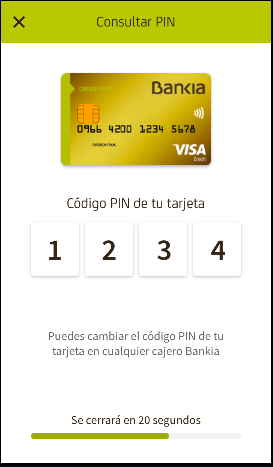 Consultar PIN
Bankia
0966 4200 1234 5678
VISA
Credit
Código PIN de tu tarjeta
1 2 3 4
Puedes cambiar el código PIN de tu
tarjeta en cualquier cajero Bankia
Se cerrará en 20 segundos